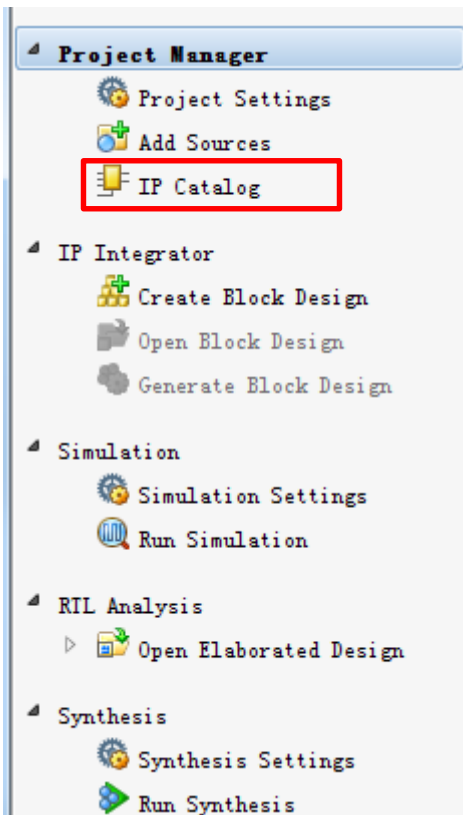 Project Manager
Project Settings
Add Sources
IP Catalog
IP Integrator
Create Block Design
Open Block Design
Generate Block Design
Simulation
Simulation Settings
Run Simulation
RTL Analysis
Open Elaborated Design
Synthesis
Synthesis Settings
Run Synthesis